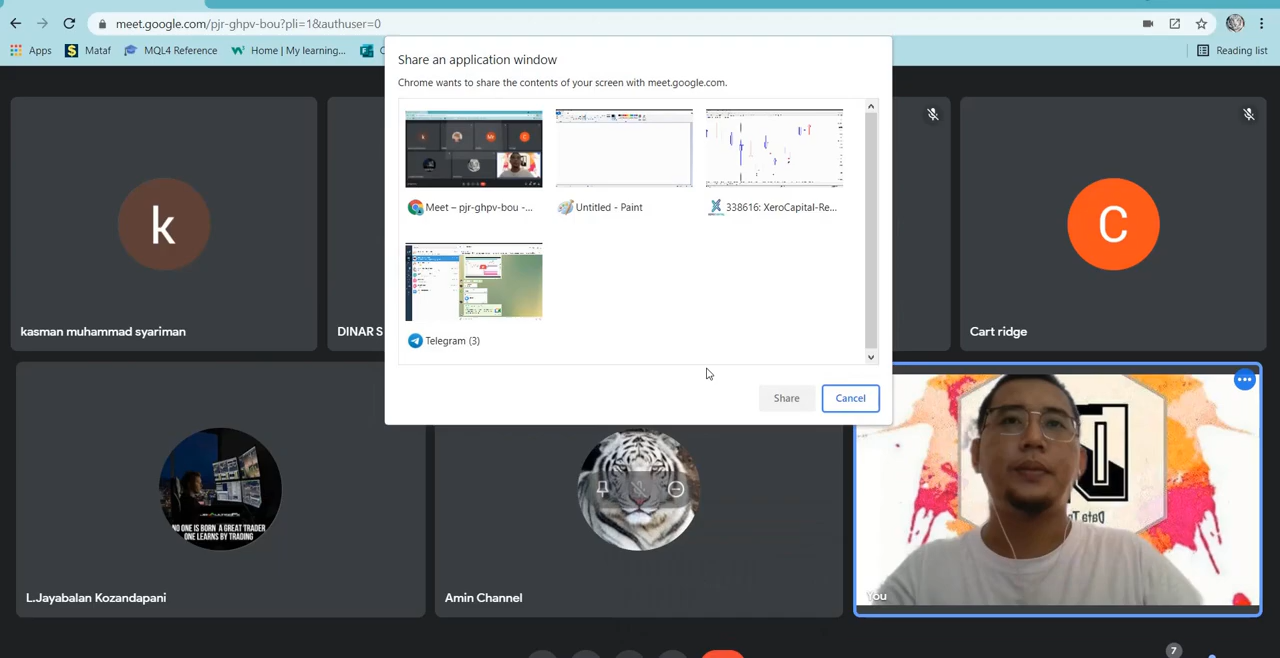 meet.google.com/pjr-ghpv-bou?pli=1&authuser=0
Apps
Mataf
MQL4 Reference
Home | My learning...
Reading list
Share an application window
Chrome wants to share the contents of your screen with meet.google.com.
Meet – pjr-ghpv-bou -...
Untitled - Paint
338616: XeroCapital-Re...
Telegram (3)
Share
Cancel
k
kasman muhammad syariman
DINAR S
C
Cart ridge
NO ONE IS BORN A GREAT TRADER
ONE LEARNS BY TRADING
L.Jayabalan Kozandapani
Amin Channel
You
7